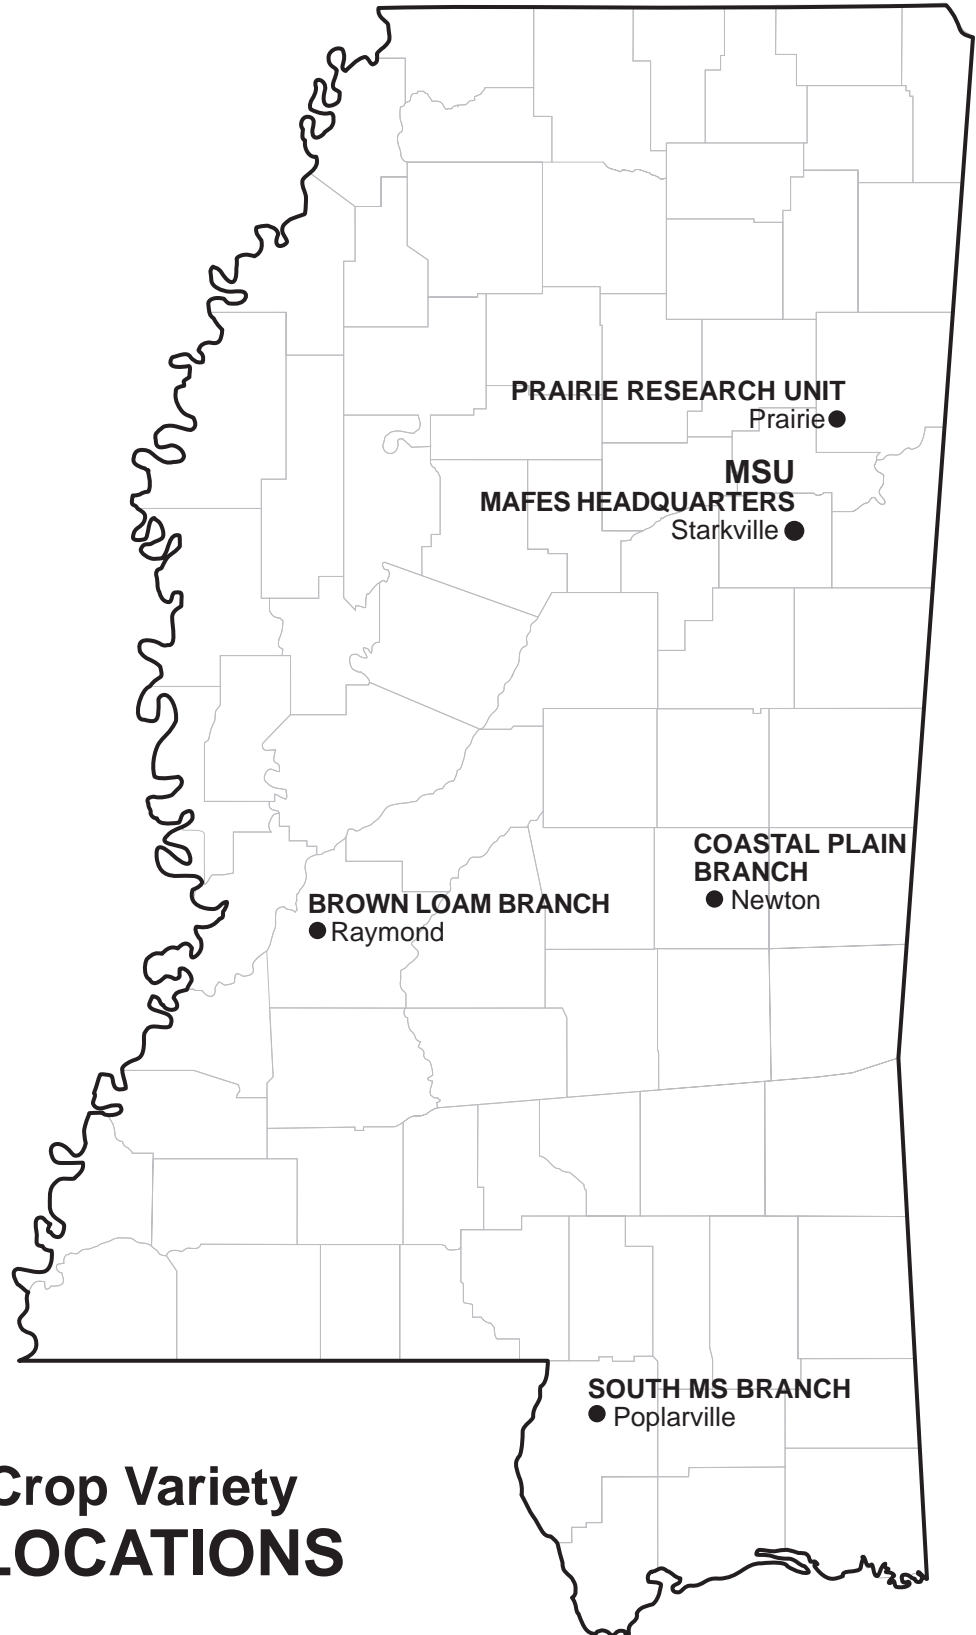 PRAIRIE RESEARCH UNIT
Prairie
MSU
MAFES HEADQUARTERS
Starkville
COASTAL PLAIN
BRANCH
Newton
BROWN LOAM BRANCH
Raymond
SOUTH MS BRANCH
Poplarville
Crop Variety
LOCATIONS